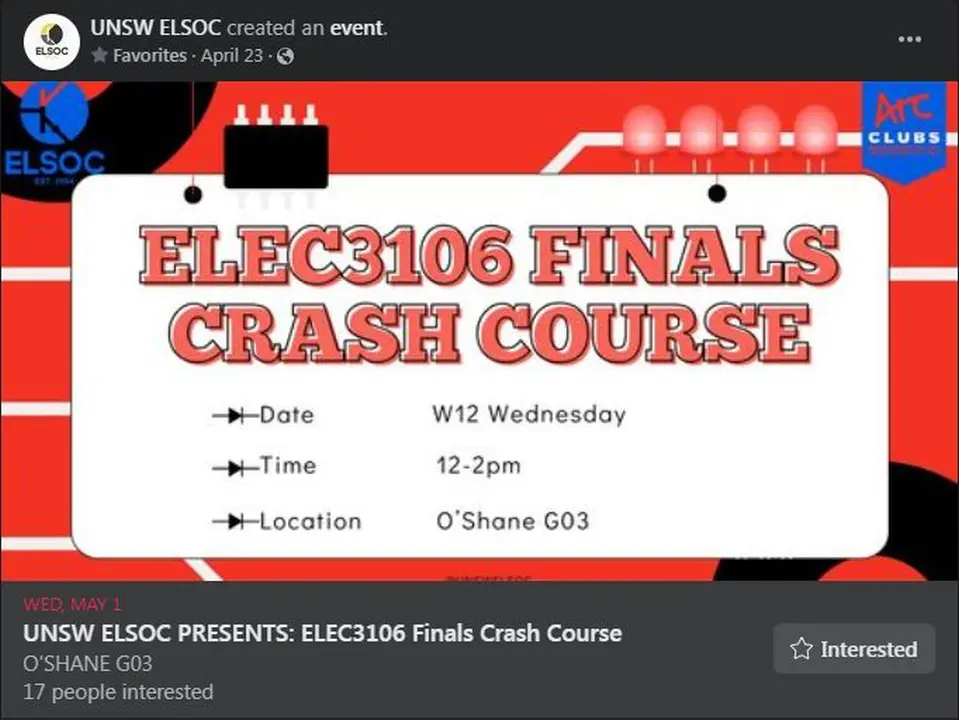 UNSW ELSOC created an event.
ELSOC
Favorites · April 23 ·
ELSOC
EST. 1994
Arc
CLUBS
ELEC3106 FINALS
CRASH COURSE
Date W12 Wednesday
Time 12-2pm
Location O'Shane G03
WED, MAY 1
UNSW ELSOC PRESENTS: ELEC3106 Finals Crash Course
O'SHANE G03
17 people interested
Interested